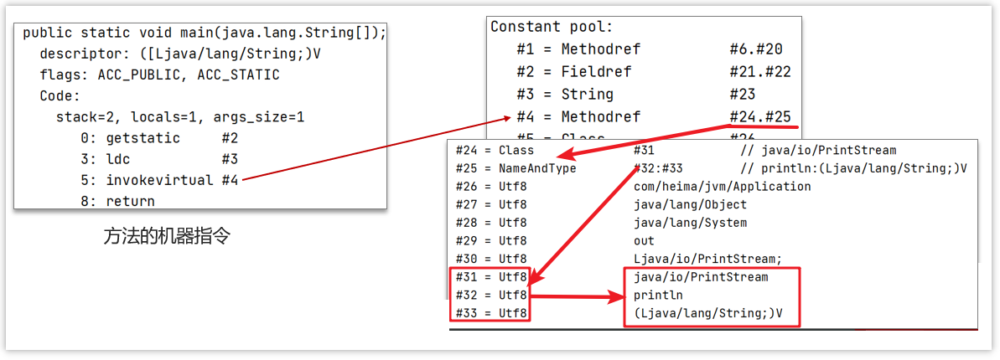 public static void main(java.lang.String[]);
descriptor: ([Ljava/lang/String;)V
flags: ACC_PUBLIC, ACC_STATIC
Code:
stack=2, locals=1, args_size=1
0: getstatic #2
3: ldc #3
5: invokevirtual #4
8: return
方法的机器指令
Constant pool:
#1 = Methodref #6.#20
#2 = Fieldref #21.#22
#3 = String #23
#4 = Methodref #24.#25
#5 = Class #26
#24 = Class #31 // java/io/PrintStream
#25 = NameAndType #32:#33 // println:(Ljava/lang/String;)V
#26 = Utf8 com/heima/jvm/Application
#27 = Utf8 java/lang/Object
#28 = Utf8 java/lang/System
#29 = Utf8 out
#30 = Utf8 Ljava/io/PrintStream;
#31 = Utf8 java/io/PrintStream
#32 = Utf8 println
#33 = Utf8 (Ljava/lang/String;)V